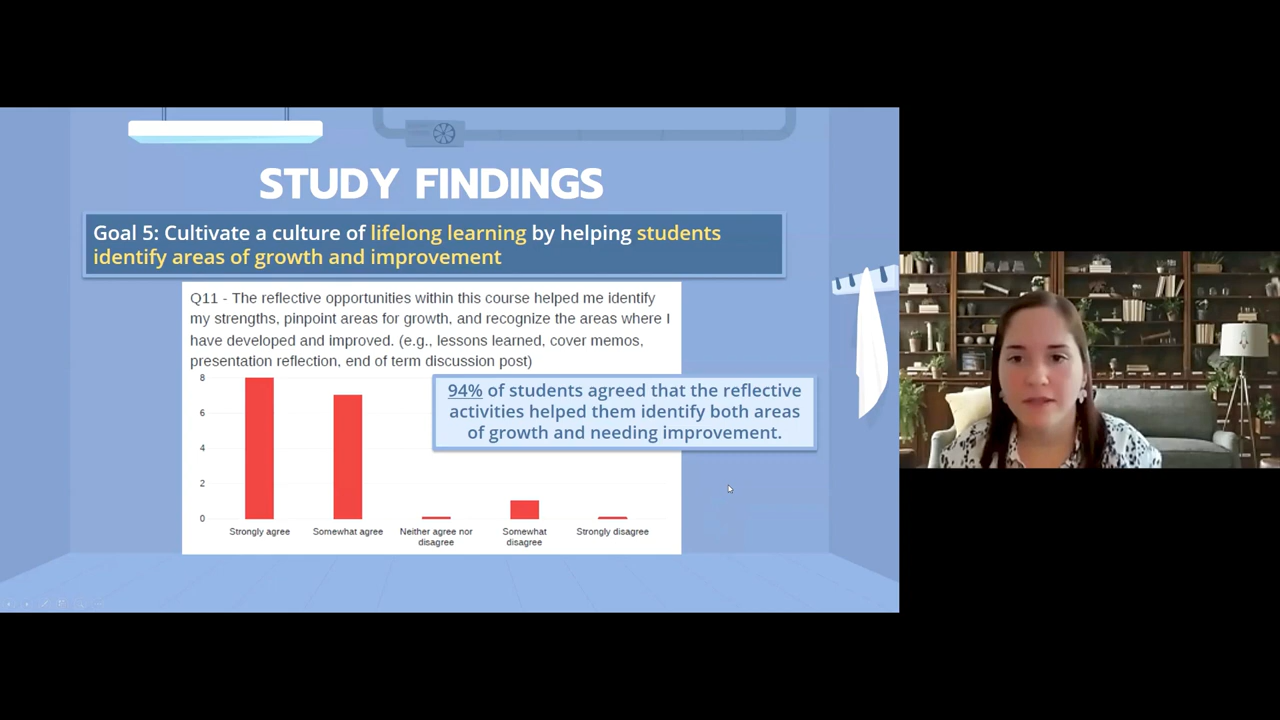 STUDY FINDINGS
Goal 5: Cultivate a culture of lifelong learning by helping students
identify areas of growth and improvement
Q11 - The reflective opportunities within this course helped me identify
my strengths, pinpoint areas for growth, and recognize the areas where I
have developed and improved. (e.g., lessons learned, cover memos,
presentation reflection, end of term discussion post)
94% of students agreed that the reflective
activities helped them identify both areas
of growth and needing improvement.
8
6
4
2
0
Strongly agree
Somewhat agree
Neither agree nor
disagree
Somewhat
disagree
Strongly disagree